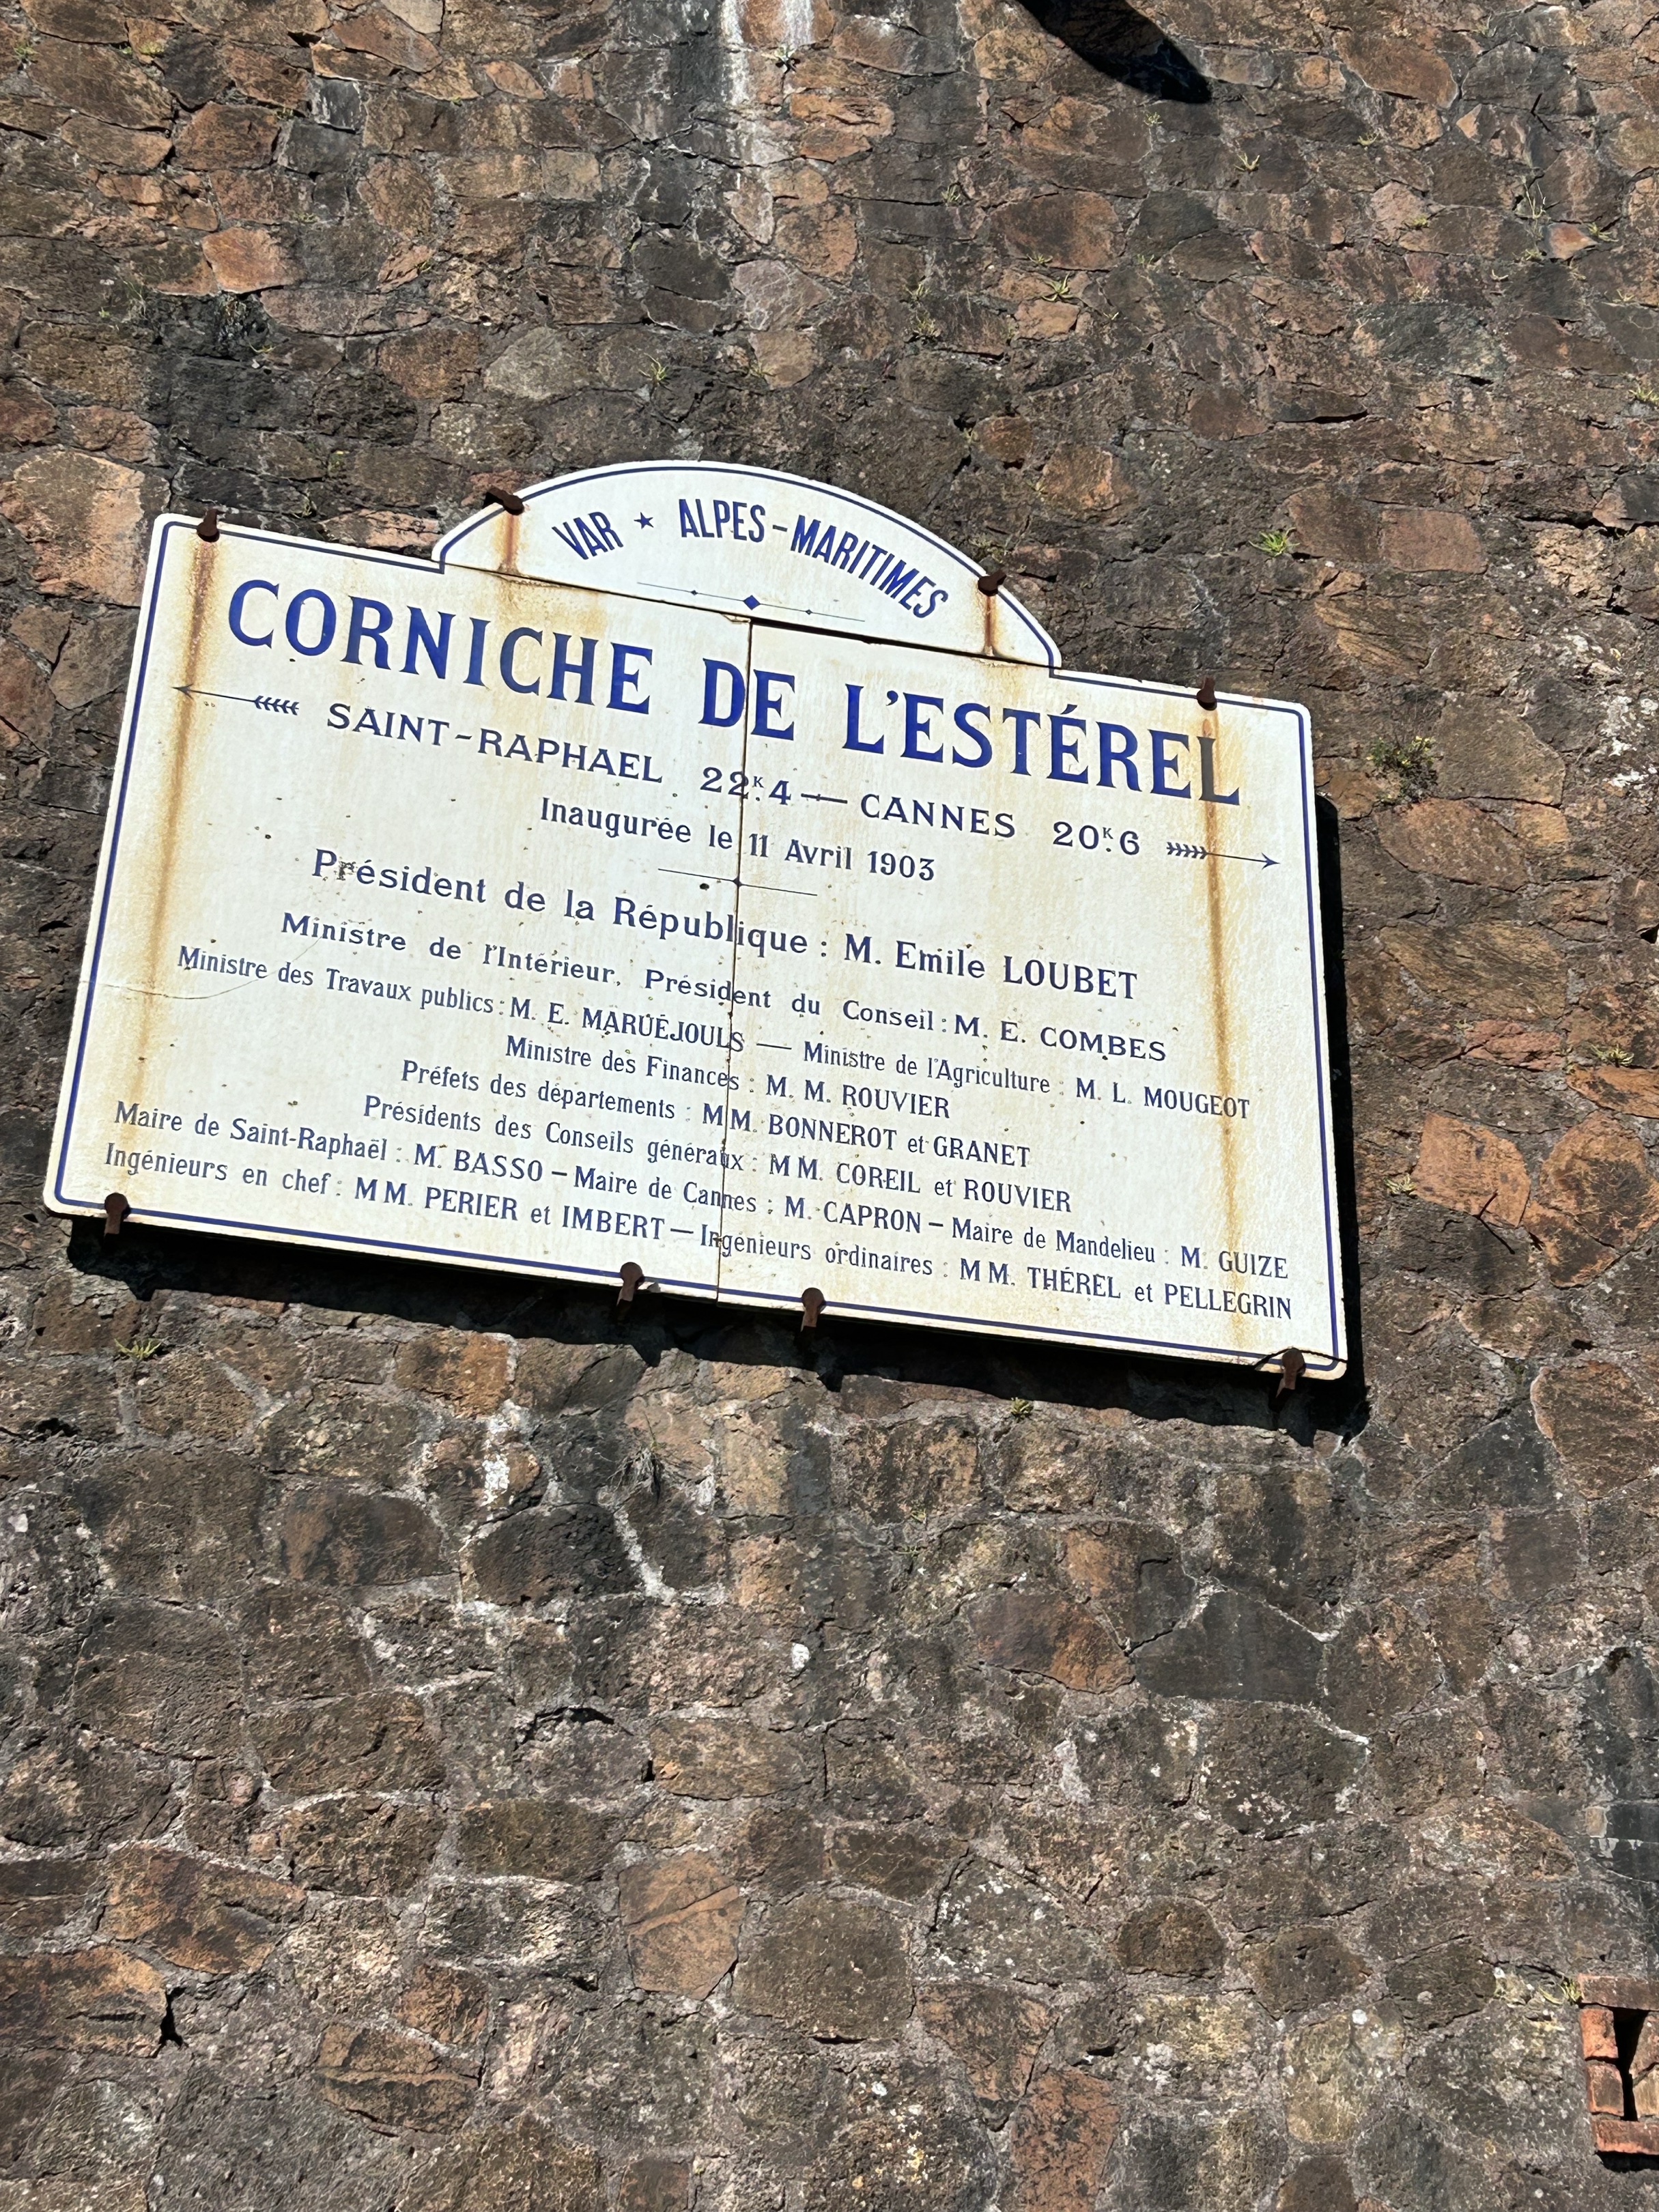 VAR ★ ALPES-MARITIMES
CORNICHE DE L'ESTÉREL
SAINT-RAPHAEL 22K.4 — CANNES 20K.6
Inaugurée le 11 Avril 1903
Président de la République : M. Emile LOUBET
Ministre de l'Intérieur, Président du Conseil : M. E. COMBES
Ministre des Travaux publics : M. E. MARUÉJOULS — Ministre de l'Agriculture : M. L. MOUGEOT
Ministre des Finances : M. M. ROUVIER
Préfets des départements : MM. BONNEROT et GRANET
Présidents des Conseils généraux : MM. COREIL et ROUVIER
Maire de Saint-Raphaël : M. BASSO – Maire de Cannes : M. CAPRON – Maire de Mandelieu : M. GUIZE
Ingénieurs en chef : MM. PERIER et IMBERT — Ingénieurs ordinaires : MM. THÉREL et PELLEGRIN